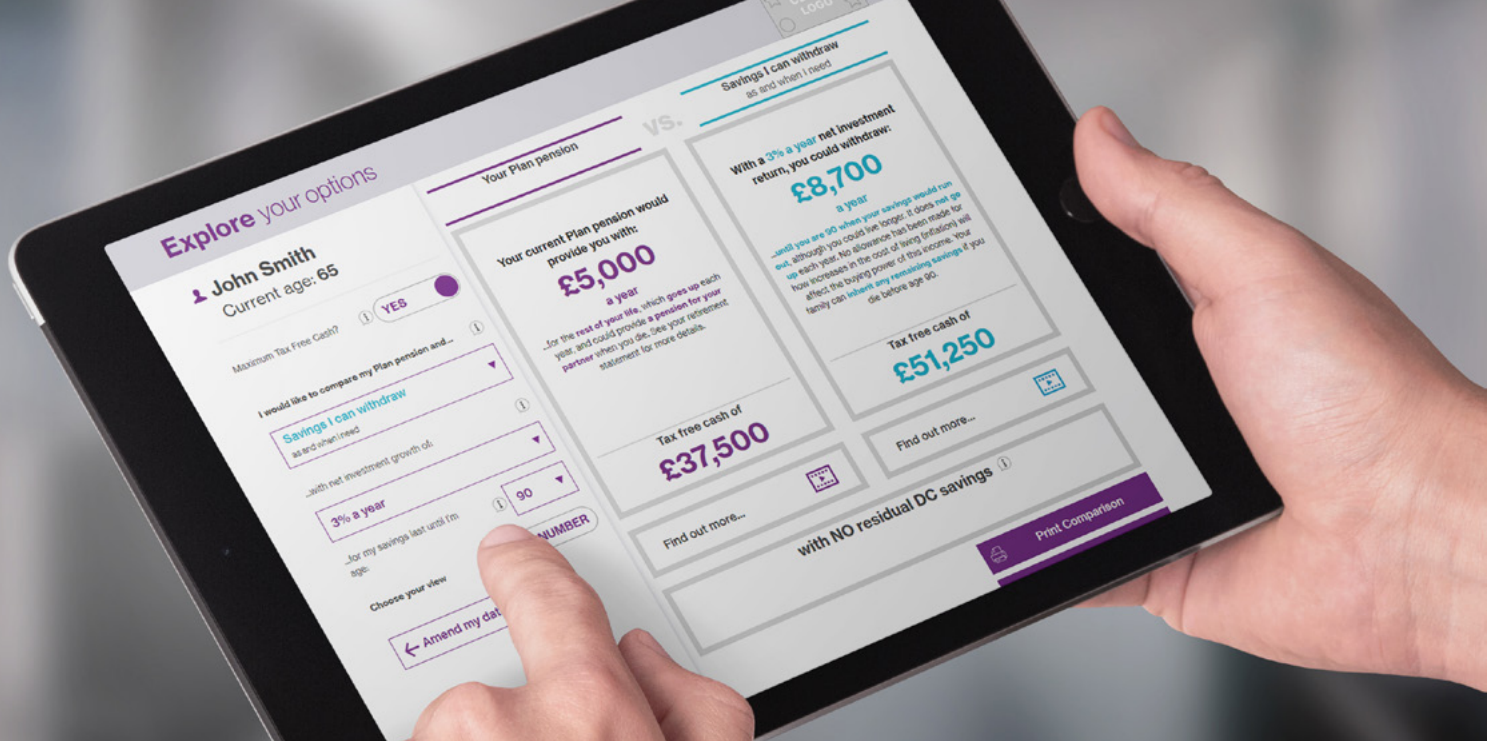 LOGO
Explore your options
John Smith
Current age: 65
Maximum Tax Free Cash?
YES
I would like to compare my Plan pension and...
Savings I can withdraw
as and when I need
...with net investment growth of:
3% a year
...for my savings last until I'm
age:
90
NUMBER
Choose your view
Amend my dat
Your Plan pension
vs.
Savings I can withdraw
as and when I need
Your current Plan pension would
provide you with:
£5,000
a year
...for the rest of your life, which goes up each
year, and could provide a pension for your
partner when you die. See your retirement
statement for more details.
Tax free cash of
£37,500
Find out more...
With a 3% a year net investment
return, you could withdraw:
£8,700
a year
...until you are 90 when your savings would run
out, although you could live longer. It does not go
up each year. No allowance has been made for
how increases in the cost of living (inflation) will
affect the buying power of this income. Your
family can inherit any remaining savings if you
die before age 90.
Tax free cash of
£51,250
Find out more...
with NO residual DC savings
Print Comparison